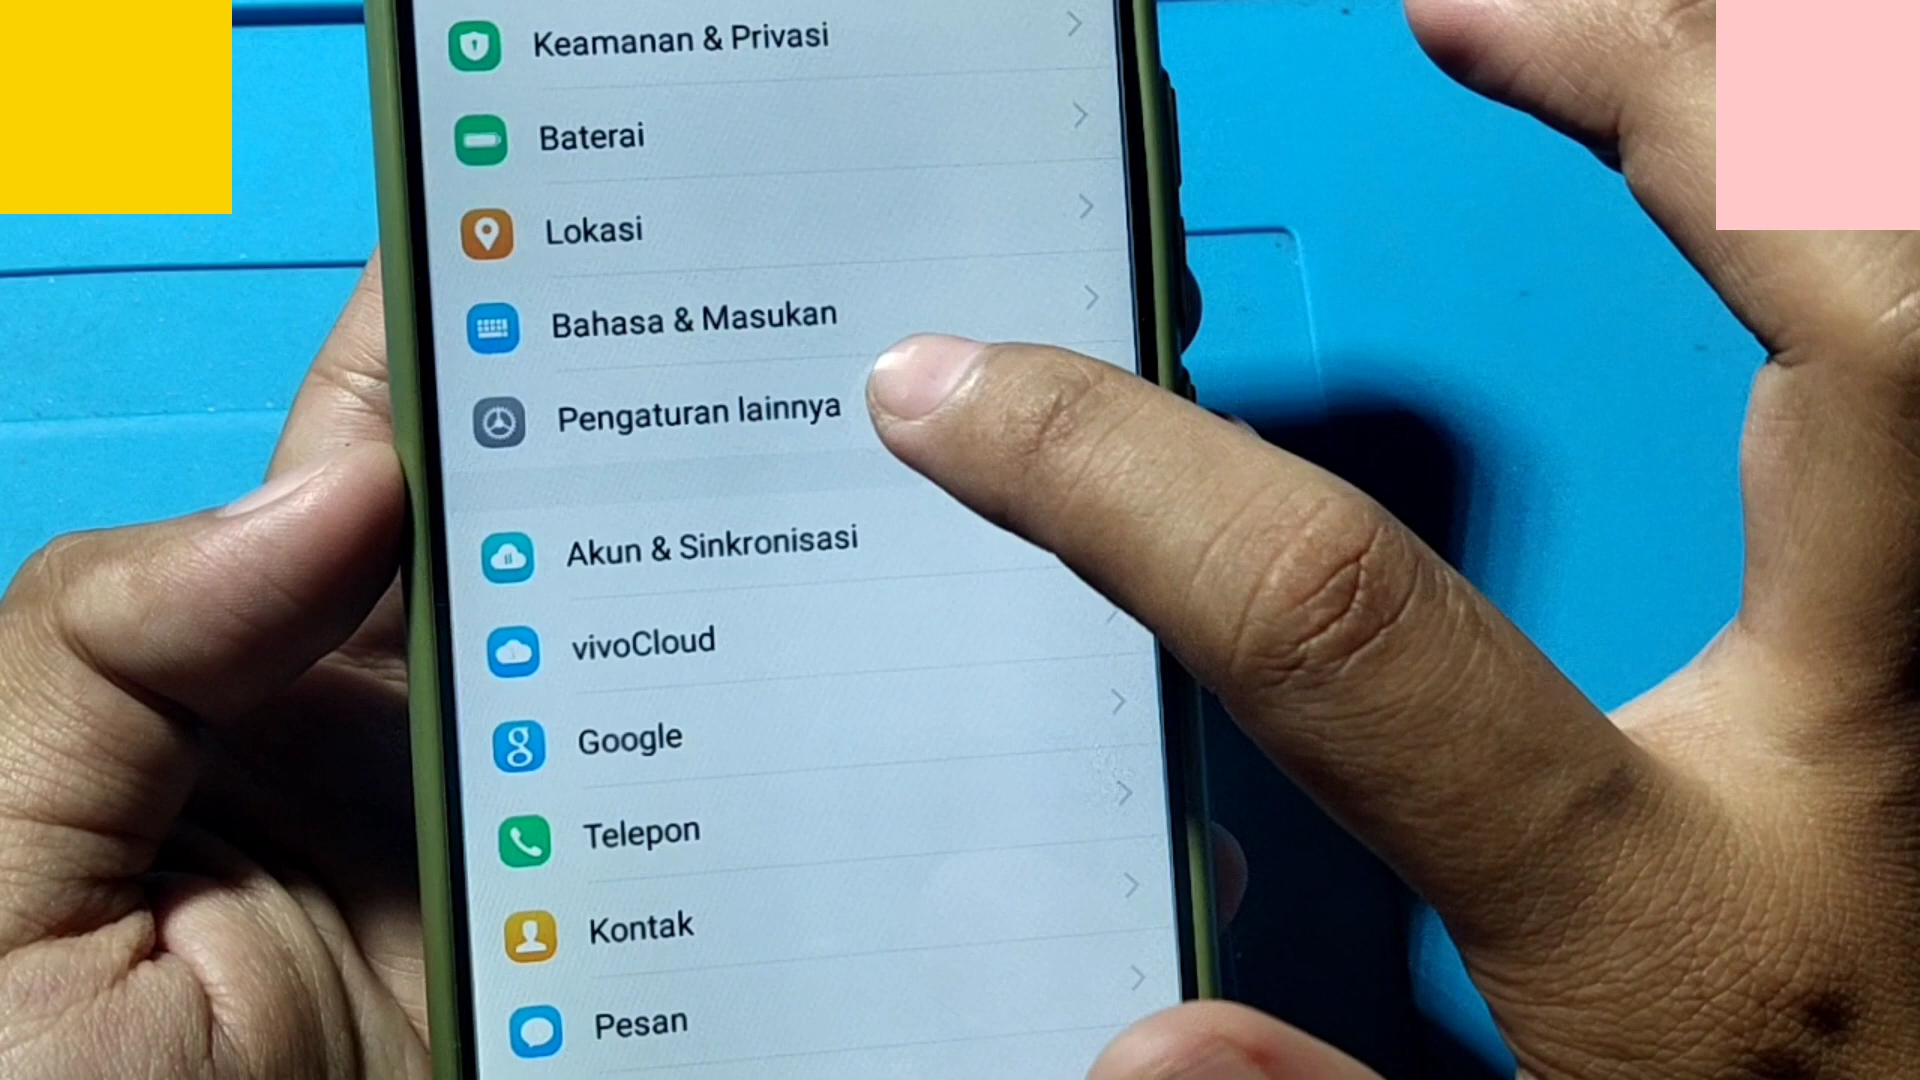 Keamanan & Privasi
Baterai
Lokasi
Bahasa & Masukan
Pengaturan lainnya
Akun & Sinkronisasi
vivoCloud
Google
Telepon
Kontak
Pesan